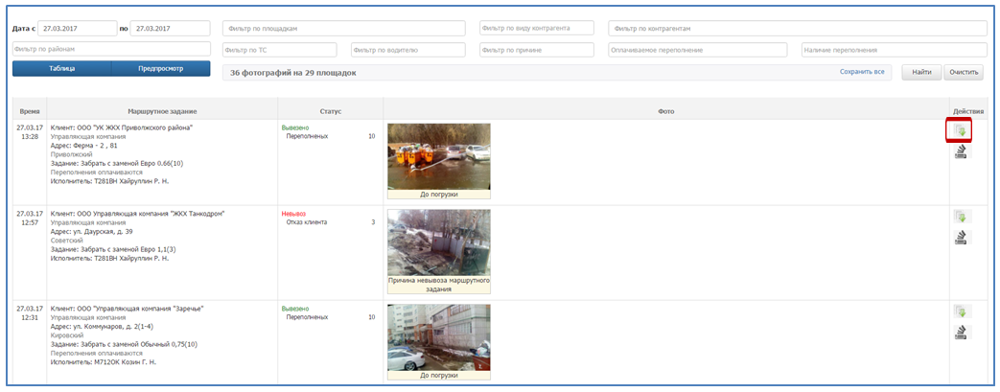 Дата с 27.03.2017 по 27.03.2017 Фильтр по площадкам Фильтр по виду контрагента Фильтр по контрагентам
Фильтр по районам Фильтр по ТС Фильтр по водителю Фильтр по причине Оплачиваемое переполнение Наличие переполнения
Таблица Предпросмотр 36 фотографий на 29 площадок Сохранить все Найти Очистить
Время Маршрутное задание Статус Фото Действия
27.03.17
13:28
Клиент: ООО "УК ЖКХ Приволжского района"
Управляющая компания
Адрес: Ферма - 2 , 81
Приволжский
Задание: Забрать с заменой Евро 0.66(10)
Переполнения оплачиваются
Исполнитель: Т281ВН Хайруллин Р. Н.
Вывезено
Переполненых 10
До погрузки
27.03.17
12:57
Клиент: ООО Управляющая компания "ЖКХ Танкодром"
Управляющая компания
Адрес: ул. Даурская, д. 39
Советский
Задание: Забрать с заменой Евро 1,1(3)
Исполнитель: Т281ВН Хайруллин Р. Н.
Невывоз
Отказ клиента 3
Причина невывоза маршрутного
задания
27.03.17
12:31
Клиент: ООО "Управляющая компания "Заречье"
Управляющая компания
Адрес: ул. Коммунаров, д. 2(1-4)
Кировский
Задание: Забрать с заменой Обычный 0,75(10)
Исполнитель: М712ОК Козин Г. Н.
Вывезено
Переполненых 10
До погрузки